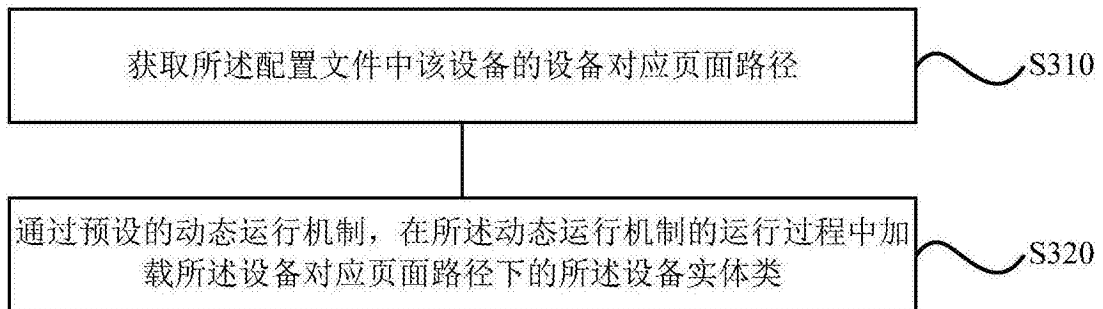 获取所述配置文件中该设备的设备对应页面路径
S310
通过预设的动态运行机制，在所述动态运行机制的运行过程中加
载所述设备对应页面路径下的所述设备实体类
S320